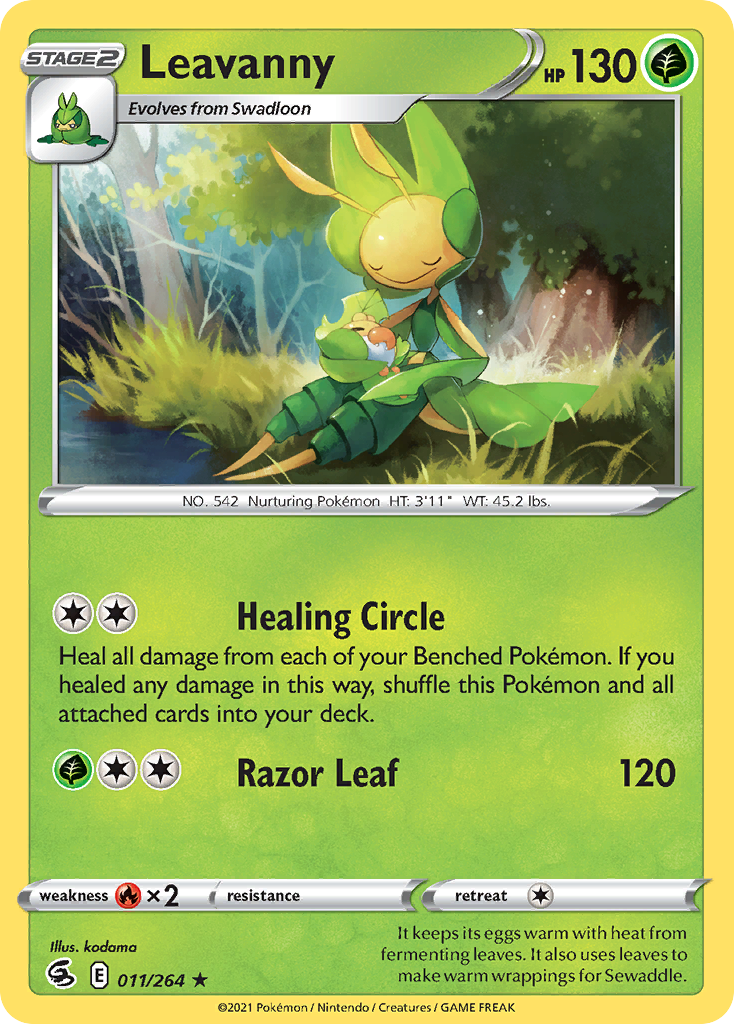 STAGE 2
Leavanny
HP 130
Evolves from Swadloon
NO. 542 Nurturing Pokémon HT: 3'11" WT: 45.2 lbs.
Healing Circle
Heal all damage from each of your Benched Pokémon. If you
healed any damage in this way, shuffle this Pokémon and all
attached cards into your deck.
Razor Leaf 120
weakness ×2 resistance retreat
Illus. kodama
It keeps its eggs warm with heat from
fermenting leaves. It also uses leaves to
make warm wrappings for Sewaddle.
E 011/264 ★
©2021 Pokémon / Nintendo / Creatures / GAME FREAK